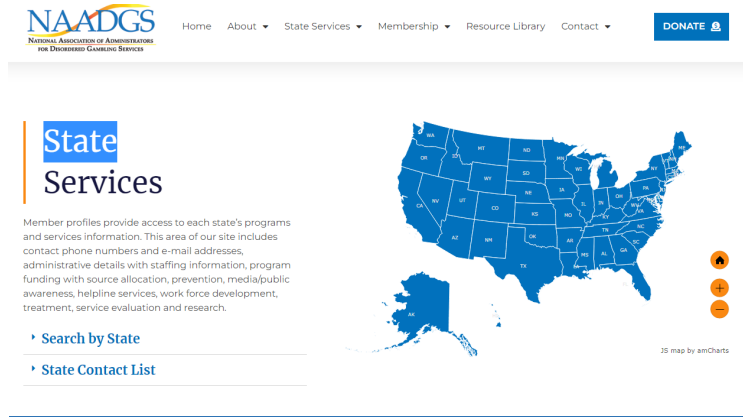 NAADGS
National Association of Administrators
for Disordered Gambling Services
Home About State Services Membership Resource Library Contact
DONATE
State
Services
Member profiles provide access to each state's programs
and services information. This area of our site includes
contact phone numbers and e-mail addresses,
administrative details with staffing information, program
funding with source allocation, prevention, media/public
awareness, helpline services, work force development,
treatment, service evaluation and research.
Search by State
State Contact List
WA
MT
ND
MN
ME
OR
ID
SD
WI
NY
WY
IA
PA
NE
OH
NV
UT
CO
IL
IN
WV
VA
CA
KS
MO
KY
NC
TN
AZ
NM
OK
AR
SC
MS
AL
GA
TX
LA
AK
JS map by amCharts